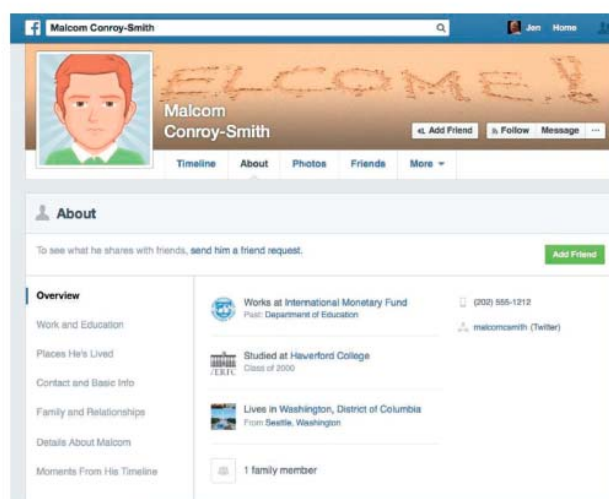 Malcom Conroy-Smith
Jen Home
WELCOME!
Malcom
Conroy-Smith
Add Friend Follow Message ...
Timeline About Photos Friends More
About
To see what he shares with friends, send him a friend request.
Add Friend
Overview
Work and Education
Places He's Lived
Contact and Basic Info
Family and Relationships
Details About Malcom
Moments From His Timeline
Works at International Monetary Fund
Past: Department of Education
Studied at Haverford College
Class of 2000
Lives in Washington, District of Columbia
From Seattle, Washington
1 family member
(202) 555-1212
malcomcsmith (Twitter)